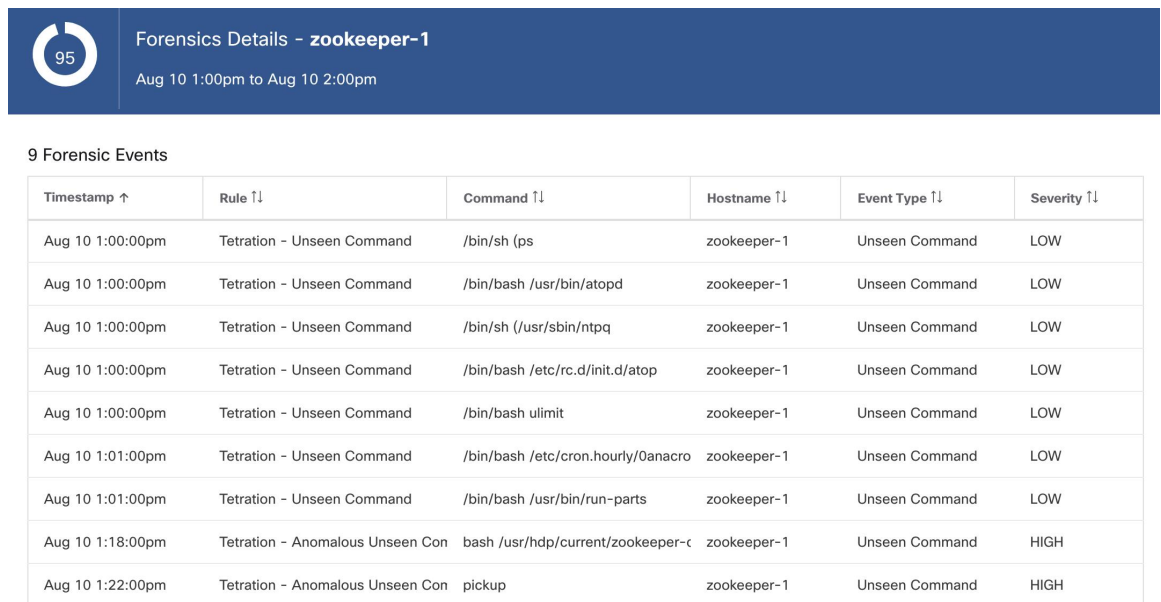 95
Forensics Details - zookeeper-1
Aug 10 1:00pm to Aug 10 2:00pm
9 Forensic Events
Timestamp ↑ Rule ↑↓ Command ↑↓ Hostname ↑↓ Event Type ↑↓ Severity ↑↓
Aug 10 1:00:00pm Tetration - Unseen Command /bin/sh (ps zookeeper-1 Unseen Command LOW
Aug 10 1:00:00pm Tetration - Unseen Command /bin/bash /usr/bin/atopd zookeeper-1 Unseen Command LOW
Aug 10 1:00:00pm Tetration - Unseen Command /bin/sh (/usr/sbin/ntpq zookeeper-1 Unseen Command LOW
Aug 10 1:00:00pm Tetration - Unseen Command /bin/bash /etc/rc.d/init.d/atop zookeeper-1 Unseen Command LOW
Aug 10 1:00:00pm Tetration - Unseen Command /bin/bash ulimit zookeeper-1 Unseen Command LOW
Aug 10 1:01:00pm Tetration - Unseen Command /bin/bash /etc/cron.hourly/0anacro zookeeper-1 Unseen Command LOW
Aug 10 1:01:00pm Tetration - Unseen Command /bin/bash /usr/bin/run-parts zookeeper-1 Unseen Command LOW
Aug 10 1:18:00pm Tetration - Anomalous Unseen Com bash /usr/hdp/current/zookeeper-c zookeeper-1 Unseen Command HIGH
Aug 10 1:22:00pm Tetration - Anomalous Unseen Com pickup zookeeper-1 Unseen Command HIGH